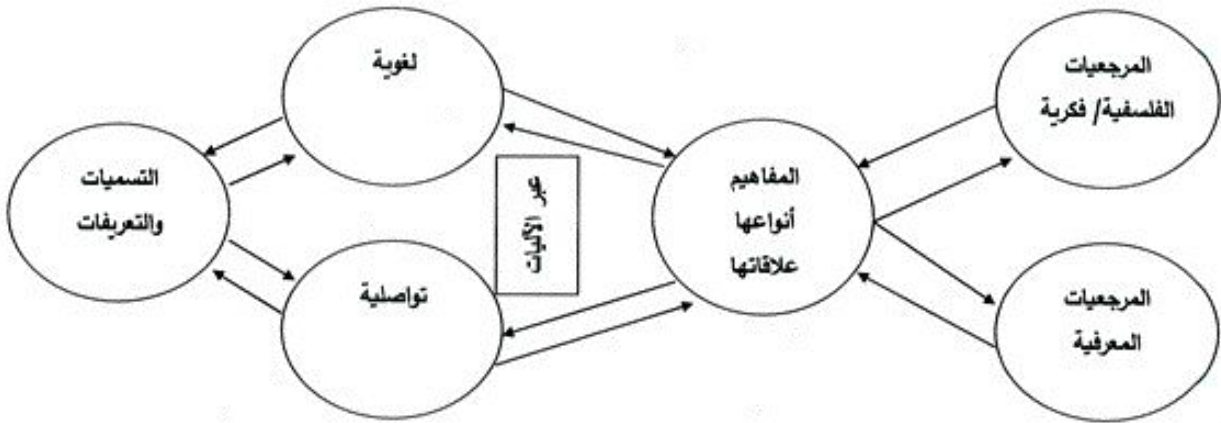 المرجعيات
الفلسفية/ فكرية
المرجعيات
المعرفية
المفاهيم
أنواعها
علاقاتها
عبر الآليات
لغوية
تواصلية
التسميات
والتعريفات